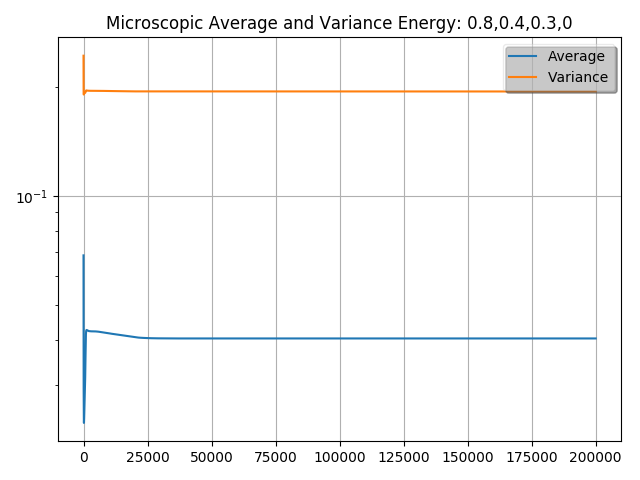 Microscopic Average and Variance Energy: 0.8,0.4,0.3,0
Average
Variance
10⁻¹
0 25000 50000 75000 100000 125000 150000 175000 200000